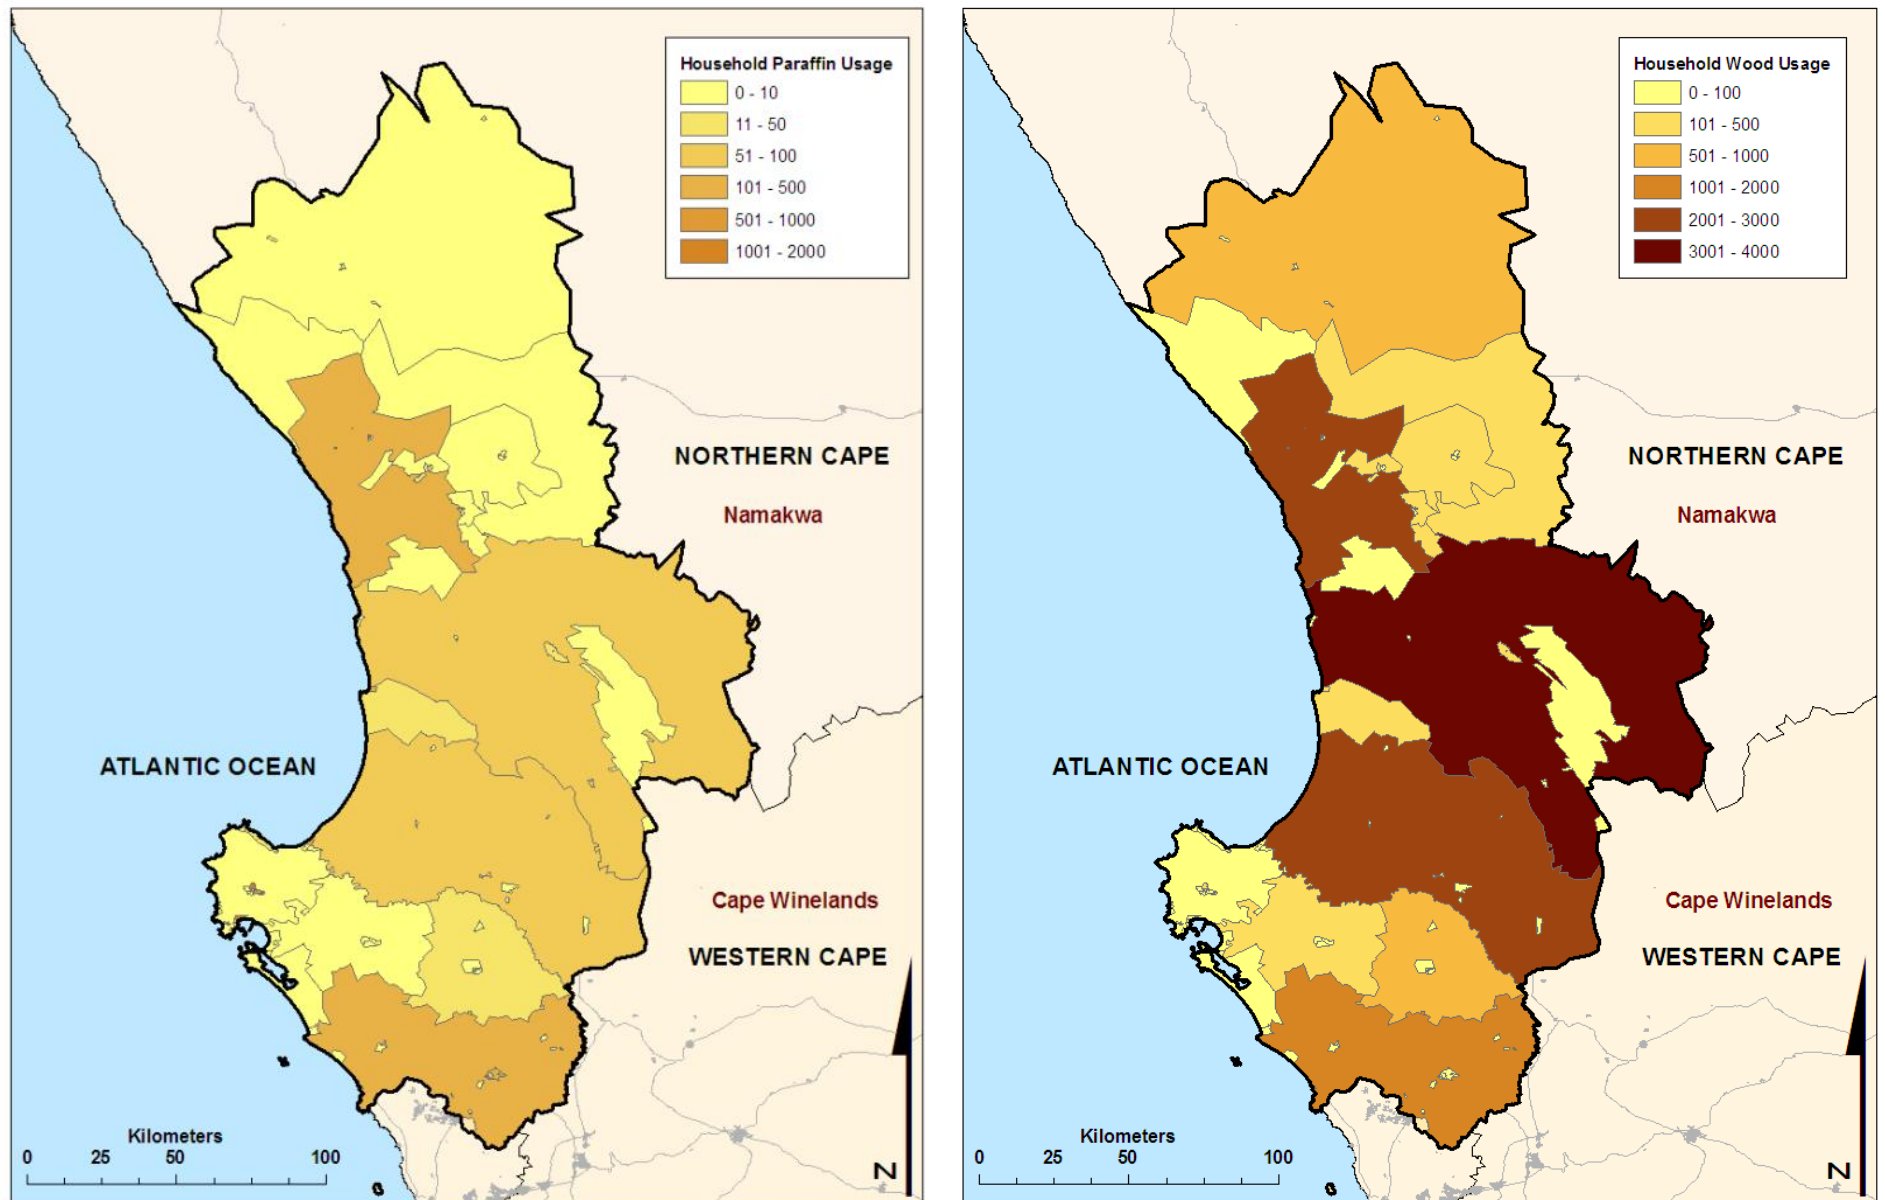 Household Paraffin Usage
0 - 10
11 - 50
51 - 100
101 - 500
501 - 1000
1001 - 2000
NORTHERN CAPE
Namakwa
ATLANTIC OCEAN
Cape Winelands
WESTERN CAPE
Kilometers
0 25 50 100
N
Household Wood Usage
0 - 100
101 - 500
501 - 1000
1001 - 2000
2001 - 3000
3001 - 4000
NORTHERN CAPE
Namakwa
ATLANTIC OCEAN
Cape Winelands
WESTERN CAPE
Kilometers
0 25 50 100
N